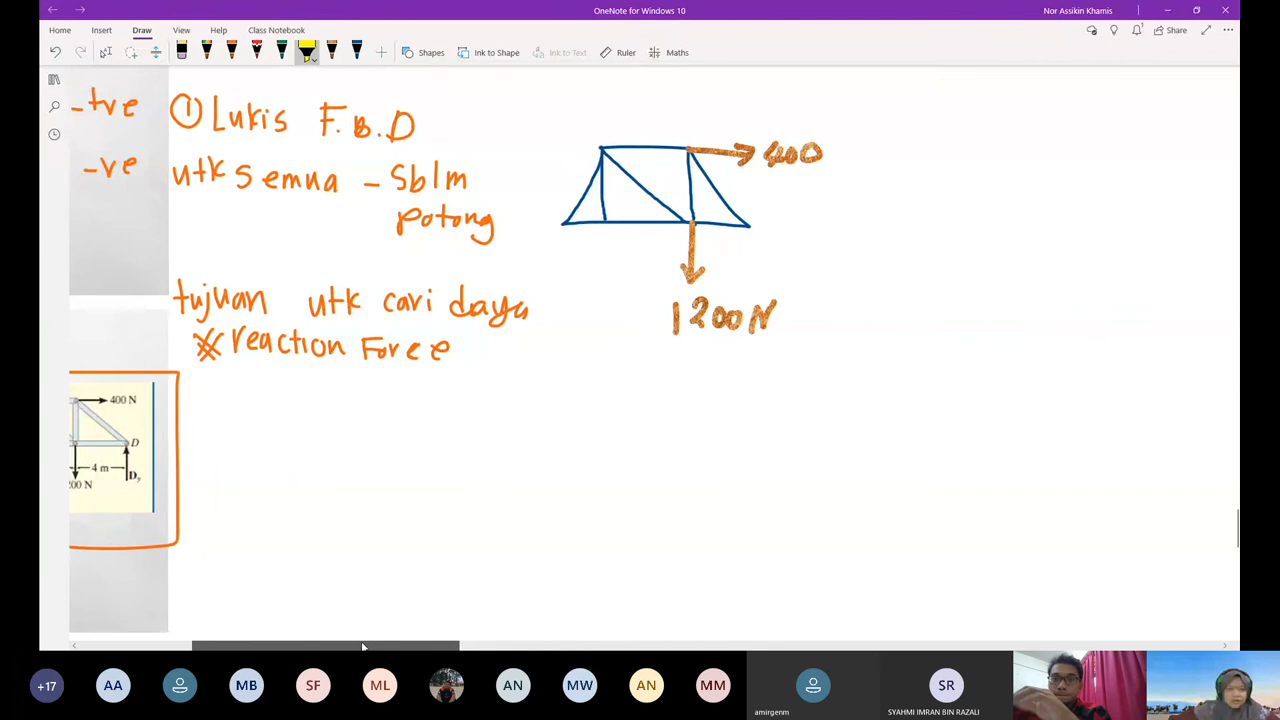 OneNote for Windows 10
Nor Assikin Khamis
Home
Insert
Draw
View
Help
Class Notebook
Share
Shapes
Ink to Shape
Ink to Text
Ruler
Maths
-tve
-ve
① Lukis F.B.D
utk semua - sblm
potong
tujuan utk cari daya
reaction Force
400
1200N
400 N
D
4 m
Dy
200 N
+17
AA
MB
SF
ML
AN
MW
AN
MM
amirgenm
SR
SYAHMI IMRAN BIN RAZALI